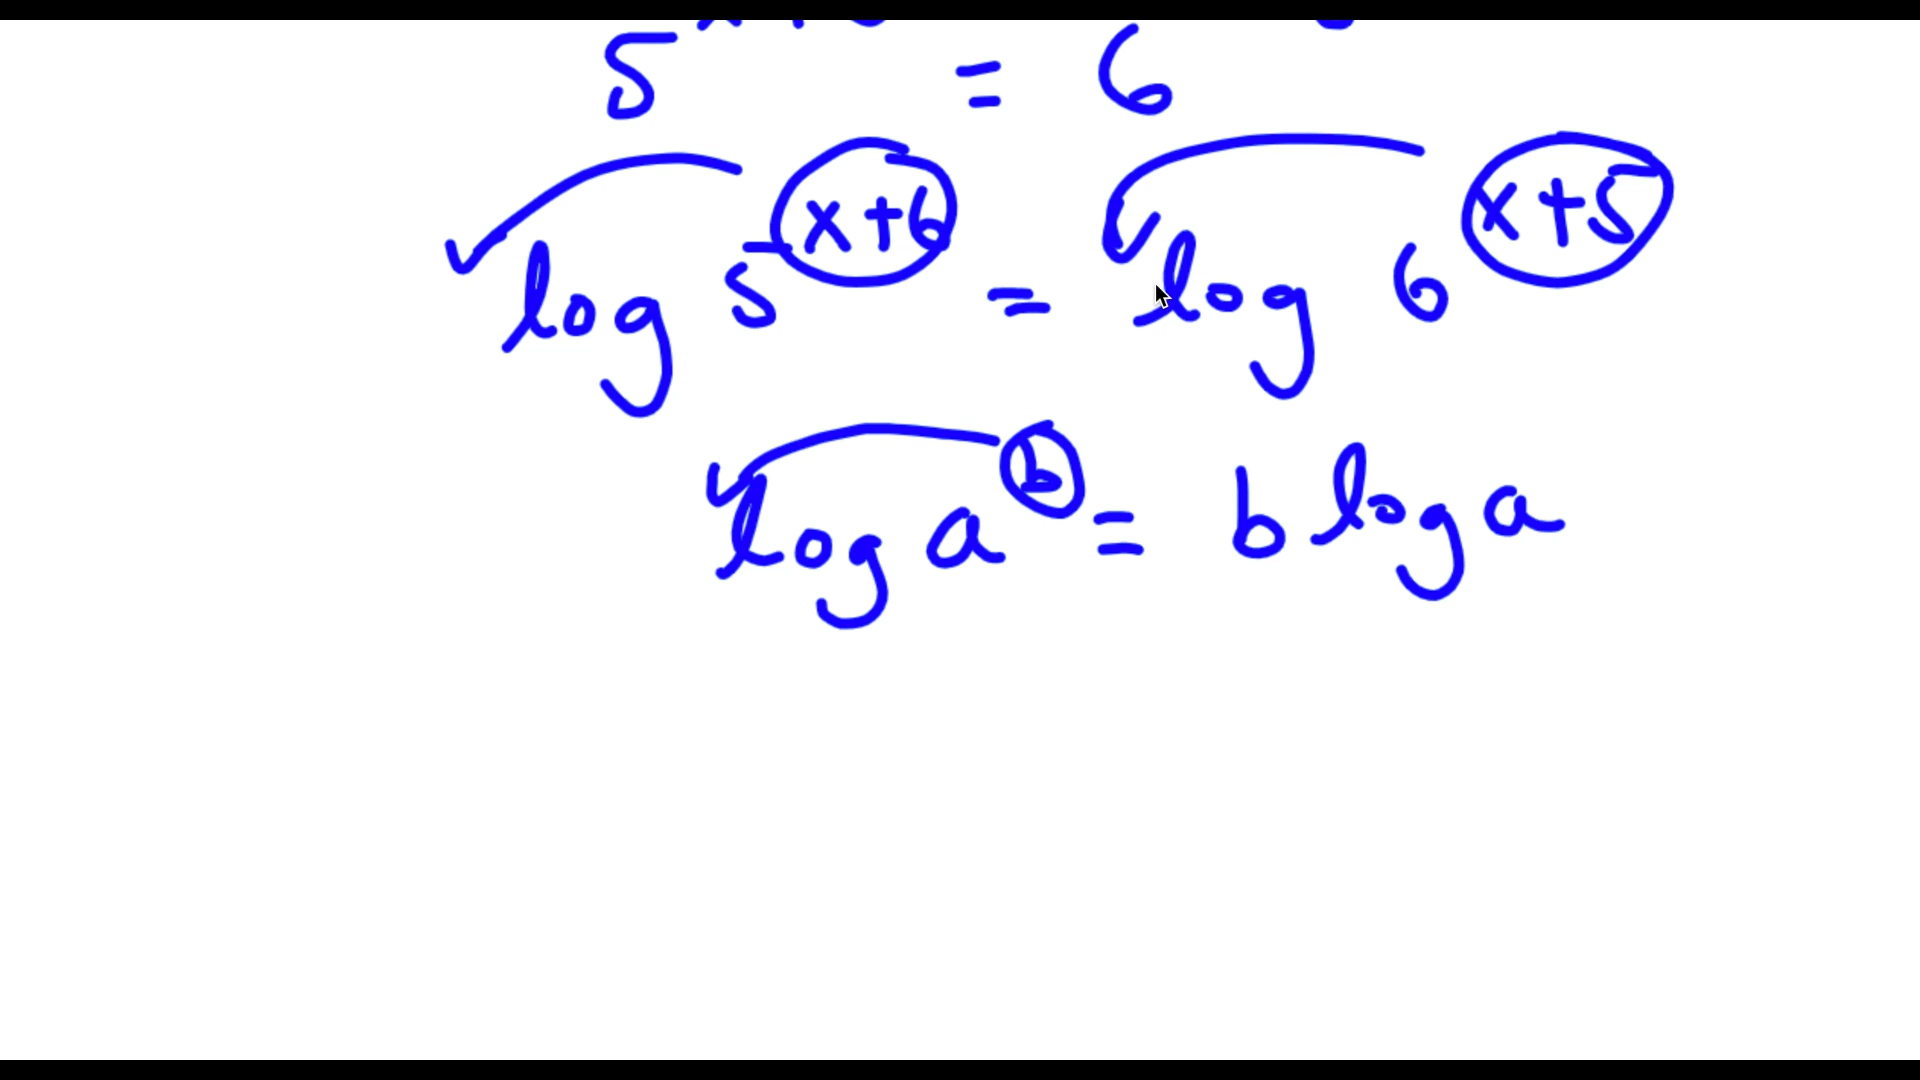 5 = 6
log 5^{x+6} = log 6^{x+5}
log a^b = b log a